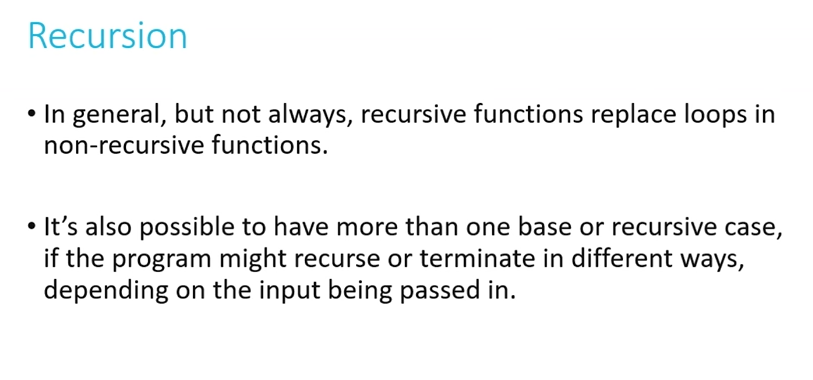 Recursion
• In general, but not always, recursive functions replace loops in
non-recursive functions.
• It’s also possible to have more than one base or recursive case,
if the program might recurse or terminate in different ways,
depending on the input being passed in.